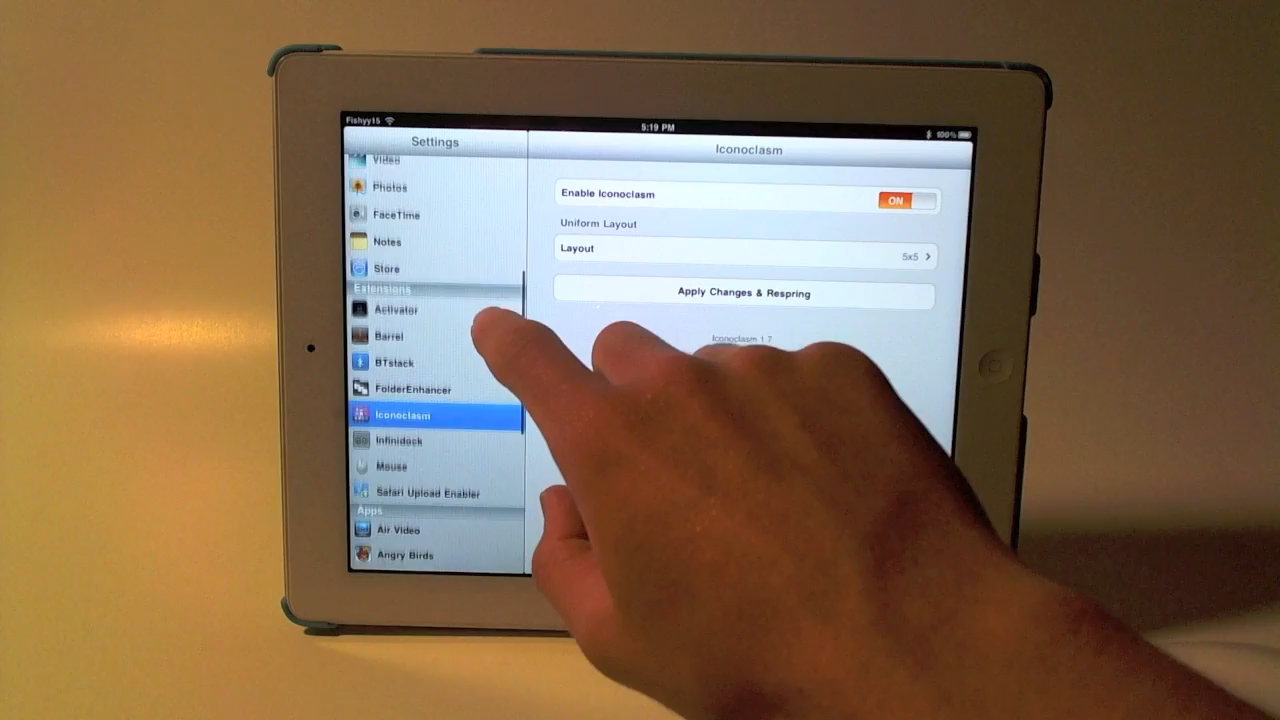 Fishyy15
5:19 PM
100%
Settings
Video
Photos
FaceTime
Notes
Store
Extensions
Activator
Barrel
BTstack
FolderEnhancer
Iconoclasm
Infinidock
Mouse
Safari Upload Enabler
Apps
Air Video
Angry Birds
Iconoclasm
Enable Iconoclasm
ON
Uniform Layout
Layout
5x5
Apply Changes & Respring
Iconoclasm 1.7